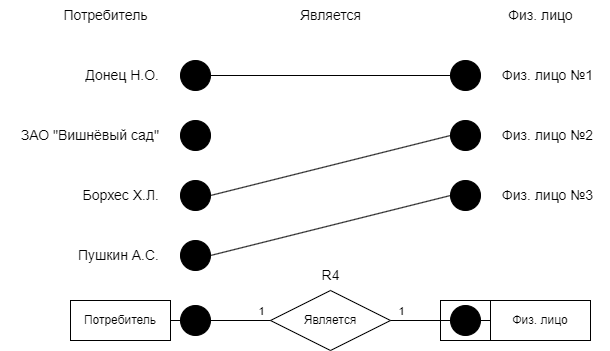 Потребитель Является Физ. лицо
Донец Н.О. Физ. лицо №1
ЗАО "Вишнёвый сад" Физ. лицо №2
Борхес Х.Л. Физ. лицо №3
Пушкин А.С.
R4
1 1
Потребитель Является Физ. лицо